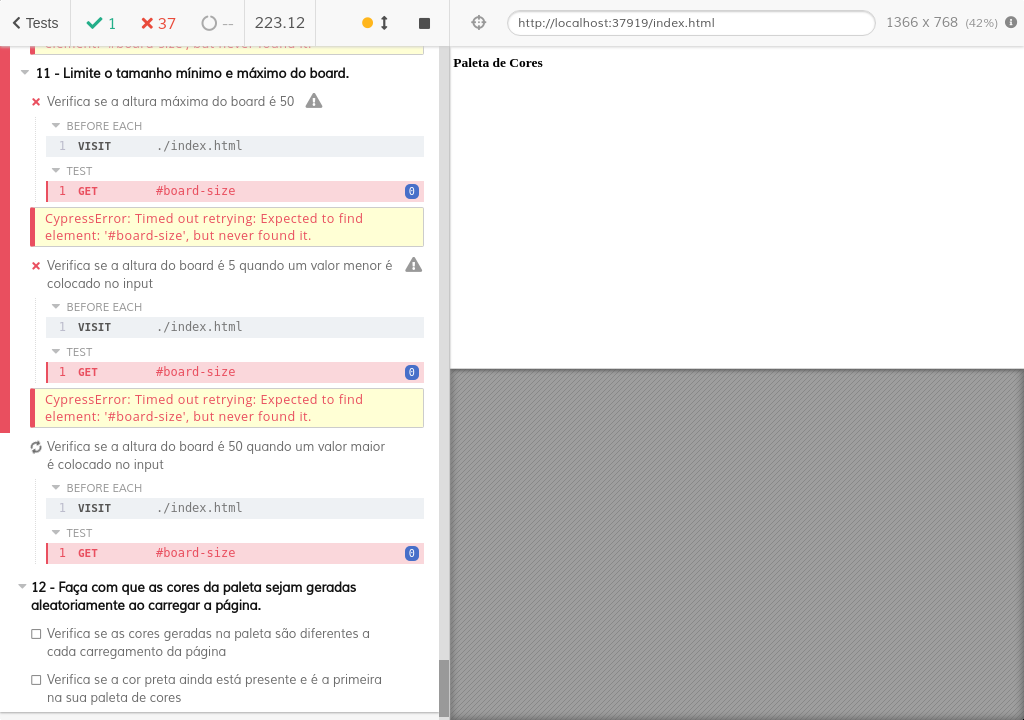 Tests 1 37 -- 223.12 http://localhost:37919/index.html 1366 x 768 (42%)
element: '#board-size', but never found it.
Paleta de Cores
11 - Limite o tamanho mínimo e máximo do board.
Verifica se a altura máxima do board é 50
BEFORE EACH
1 VISIT ./index.html
TEST
1 GET #board-size 0
CypressError: Timed out retrying: Expected to find
element: '#board-size', but never found it.
Verifica se a altura do board é 5 quando um valor menor é
colocado no input
BEFORE EACH
1 VISIT ./index.html
TEST
1 GET #board-size 0
CypressError: Timed out retrying: Expected to find
element: '#board-size', but never found it.
Verifica se a altura do board é 50 quando um valor maior
é colocado no input
BEFORE EACH
1 VISIT ./index.html
TEST
1 GET #board-size 0
12 - Faça com que as cores da paleta sejam geradas
aleatoriamente ao carregar a página.
Verifica se as cores geradas na paleta são diferentes a
cada carregamento da página
Verifica se a cor preta ainda está presente e é a primeira
na sua paleta de cores